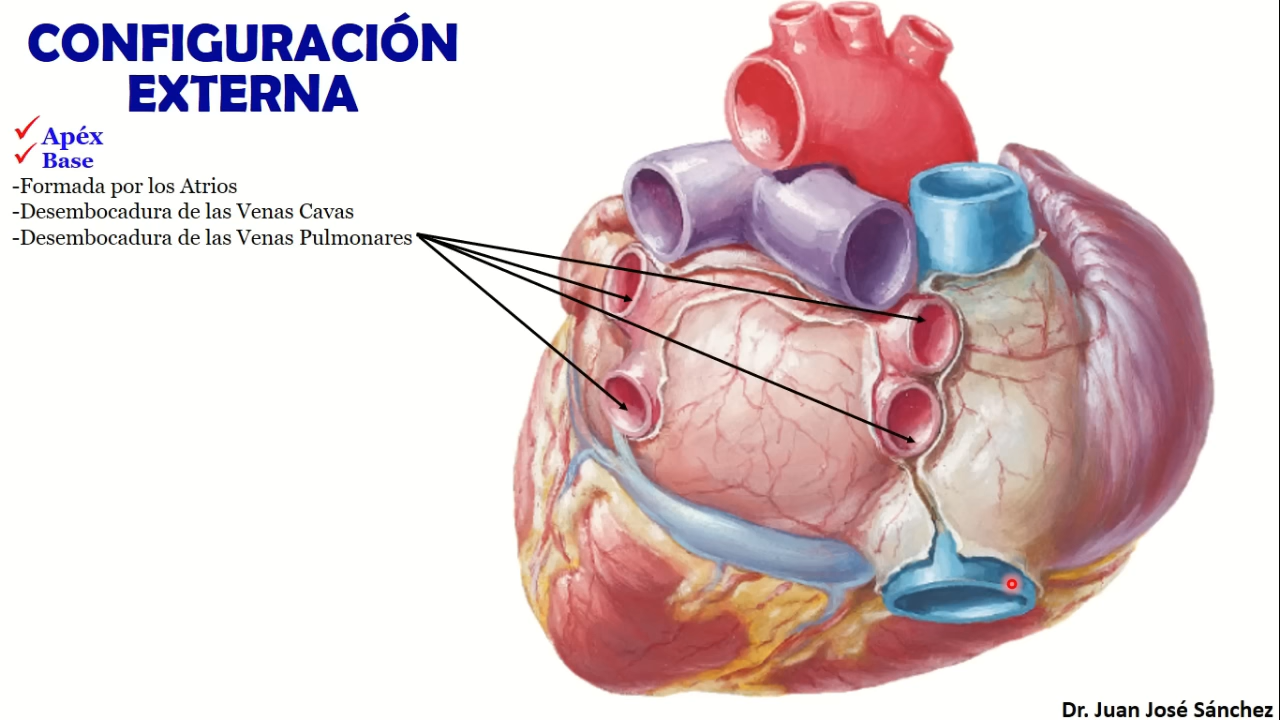 CONFIGURACIÓN
EXTERNA
Apéx
Base
-Formada por los Atrios
-Desembocadura de las Venas Cavas
-Desembocadura de las Venas Pulmonares
Dr. Juan José Sánchez